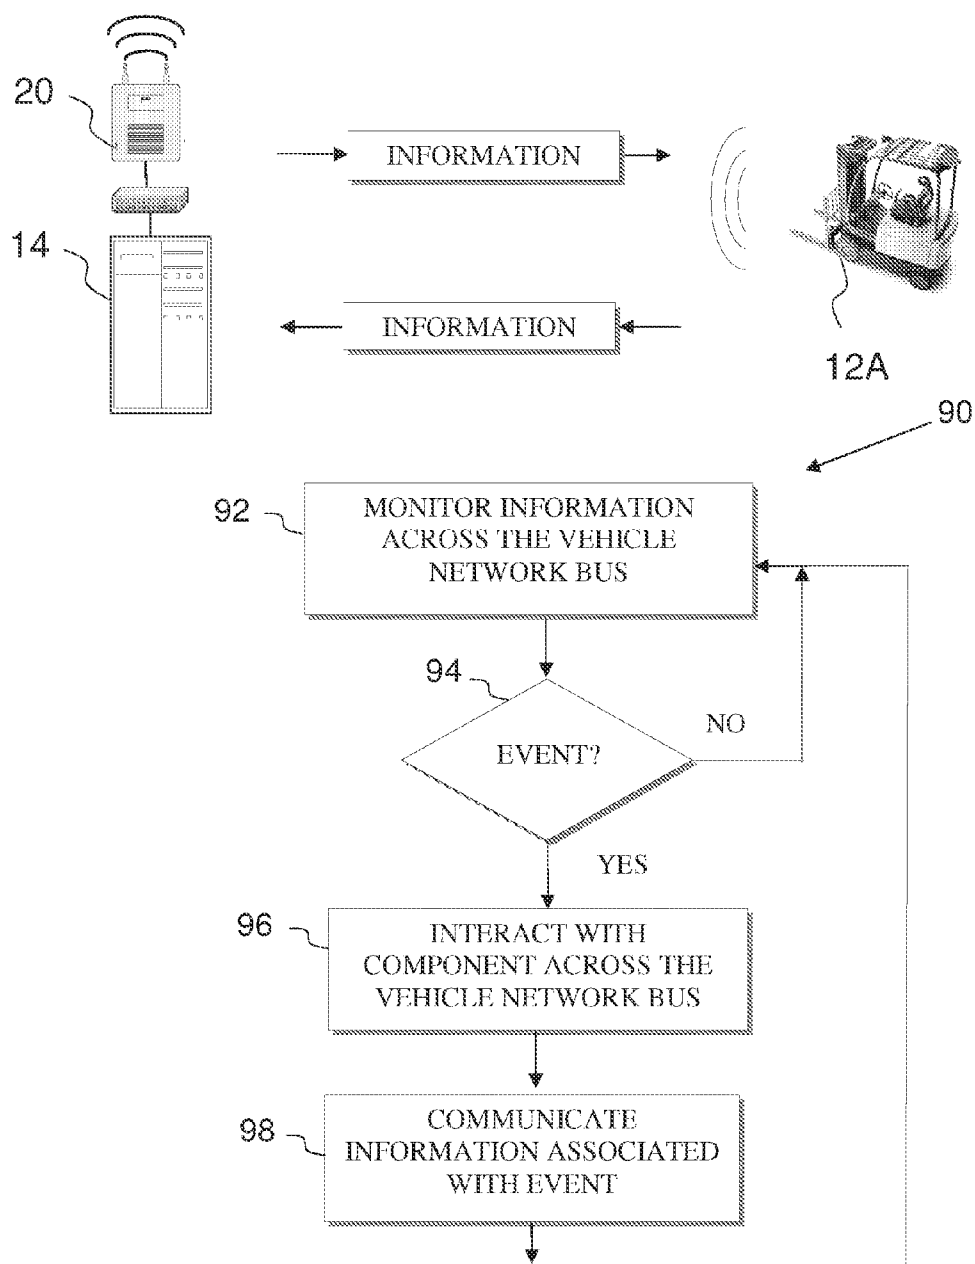 20
INFORMATION
14
INFORMATION
12A
90
92
MONITOR INFORMATION
ACROSS THE VEHICLE
NETWORK BUS
94
EVENT?
NO
YES
96
INTERACT WITH
COMPONENT ACROSS THE
VEHICLE NETWORK BUS
98
COMMUNICATE
INFORMATION ASSOCIATED
WITH EVENT